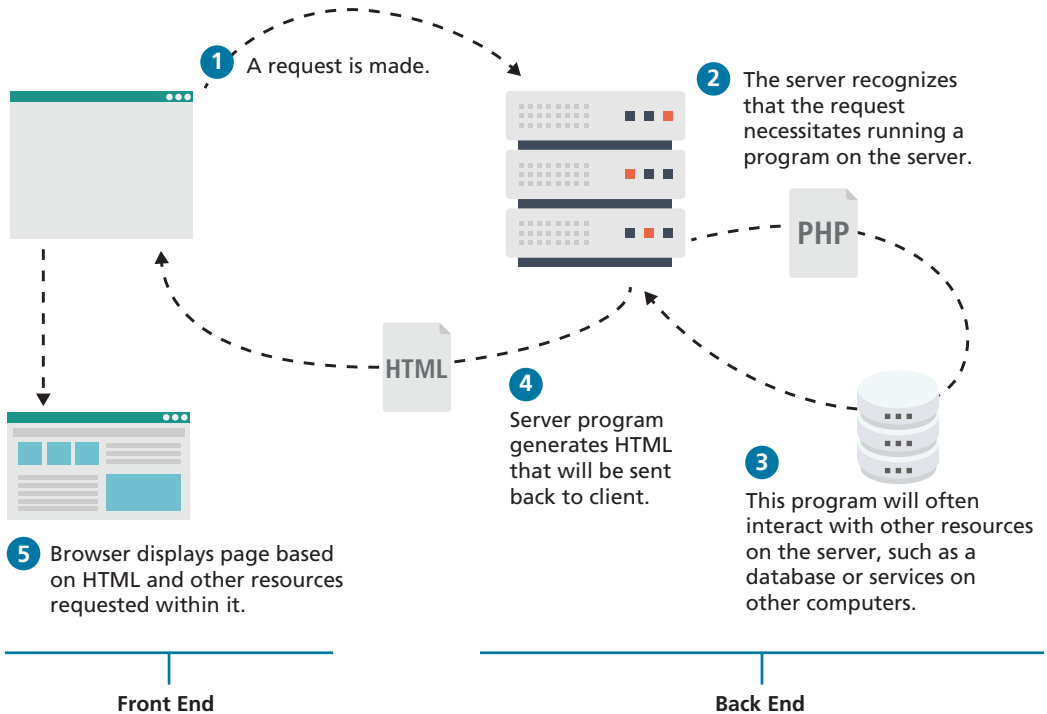 1 A request is made.
2 The server recognizes
that the request
necessitates running a
program on the server.
PHP
HTML
4
Server program
generates HTML
that will be sent
back to client.
3
This program will often
interact with other resources
on the server, such as a
database or services on
other computers.
5 Browser displays page based
on HTML and other resources
requested within it.
Front End
Back End